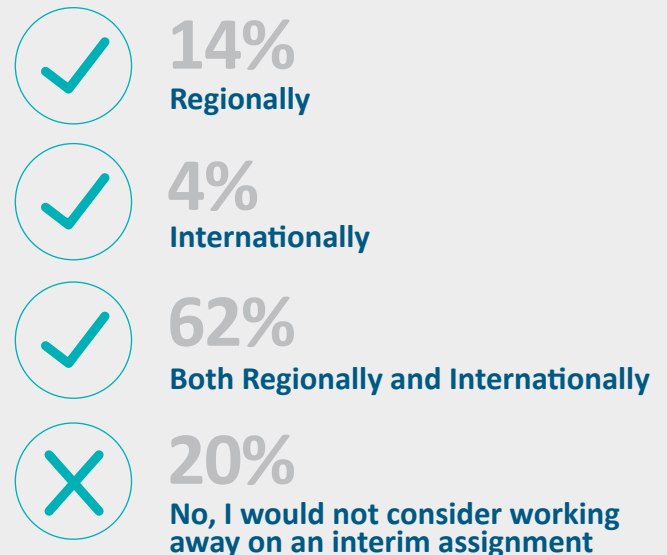 14%
Regionally
4%
Internationally
62%
Both Regionally and Internationally
20%
No, I would not consider working
away on an interim assignment